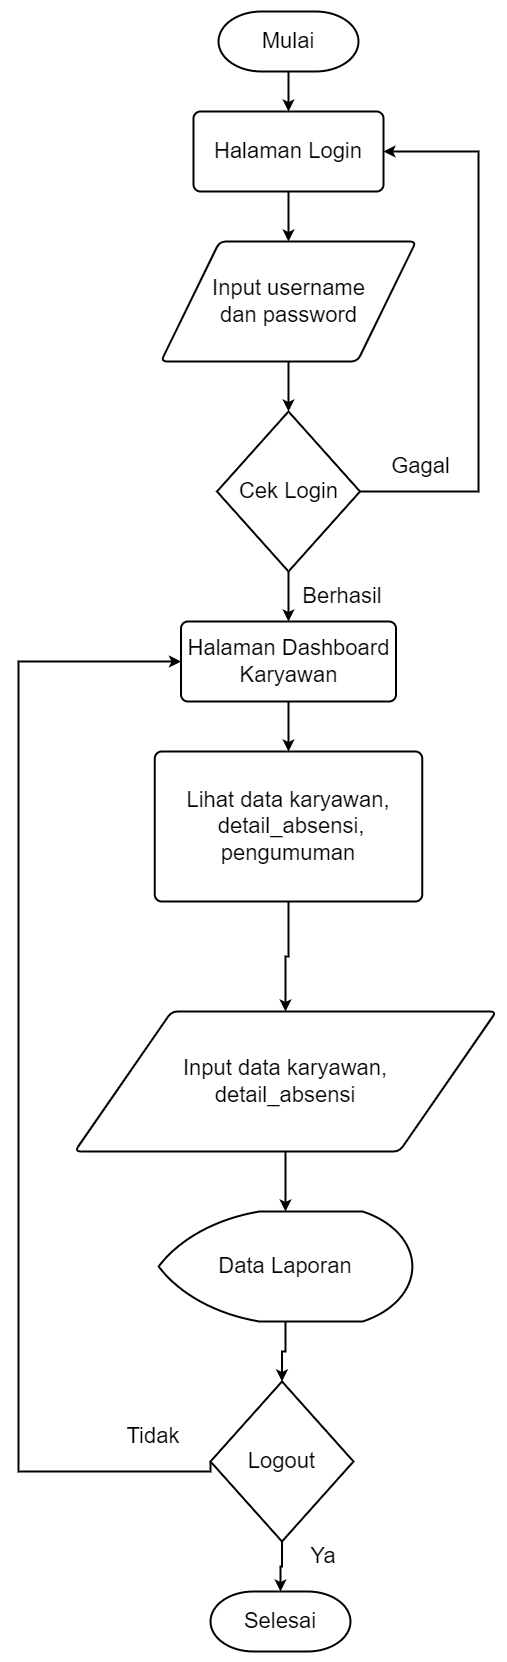 Mulai
Halaman Login
Input username
dan password
Gagal
Cek Login
Berhasil
Halaman Dashboard
Karyawan
Lihat data karyawan,
detail_absensi,
pengumuman
Input data karyawan,
detail_absensi
Data Laporan
Tidak
Logout
Ya
Selesai